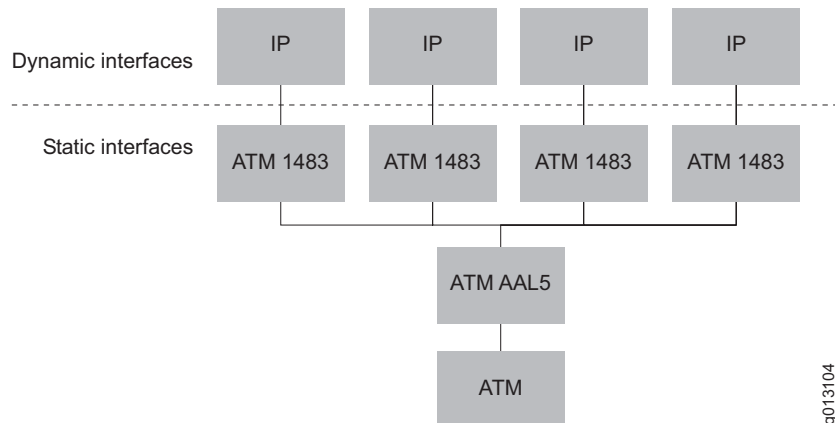 IP
IP
IP
IP
Dynamic interfaces
Static interfaces
ATM 1483
ATM 1483
ATM 1483
ATM 1483
ATM AAL5
ATM
g013104